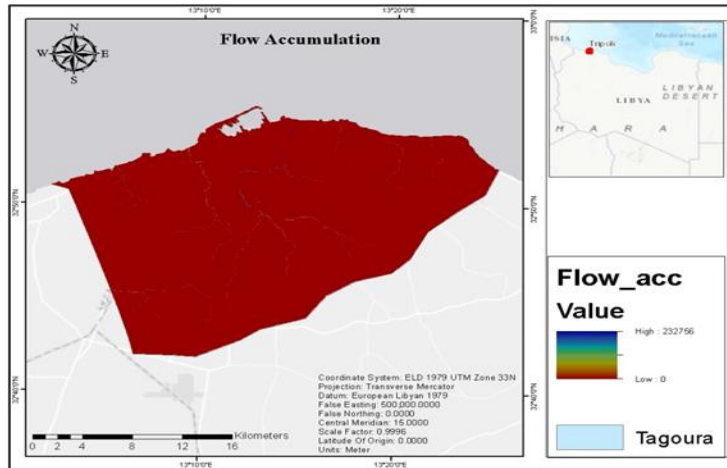 13°10'0"E
13°20'0"E
Flow Accumulation
N
W
E
S
33°0'0"N
32°50'0"N
32°50'0"N
32°40'0"N
32°40'0"N
Coordinate System: ELD 1979 UTM Zone 33N
Projection: Transverse Mercator
Datum: European Libyan 1979
False Easting: 500,000.0000
False Northing: 0.0000
Central Meridian: 15.0000
Scale Factor: 0.9996
Latitude Of Origin: 0.0000
Units: Meter
Kilometers
0 2 4 8 12 16
13°10'0"E
13°20'0"E
Mediterranean
Sea
ISIA
Tripoli
LIBYAN
DESERT
LIBYA
HARA
Flow_acc
Value
High : 232756
Low : 0
Tagoura